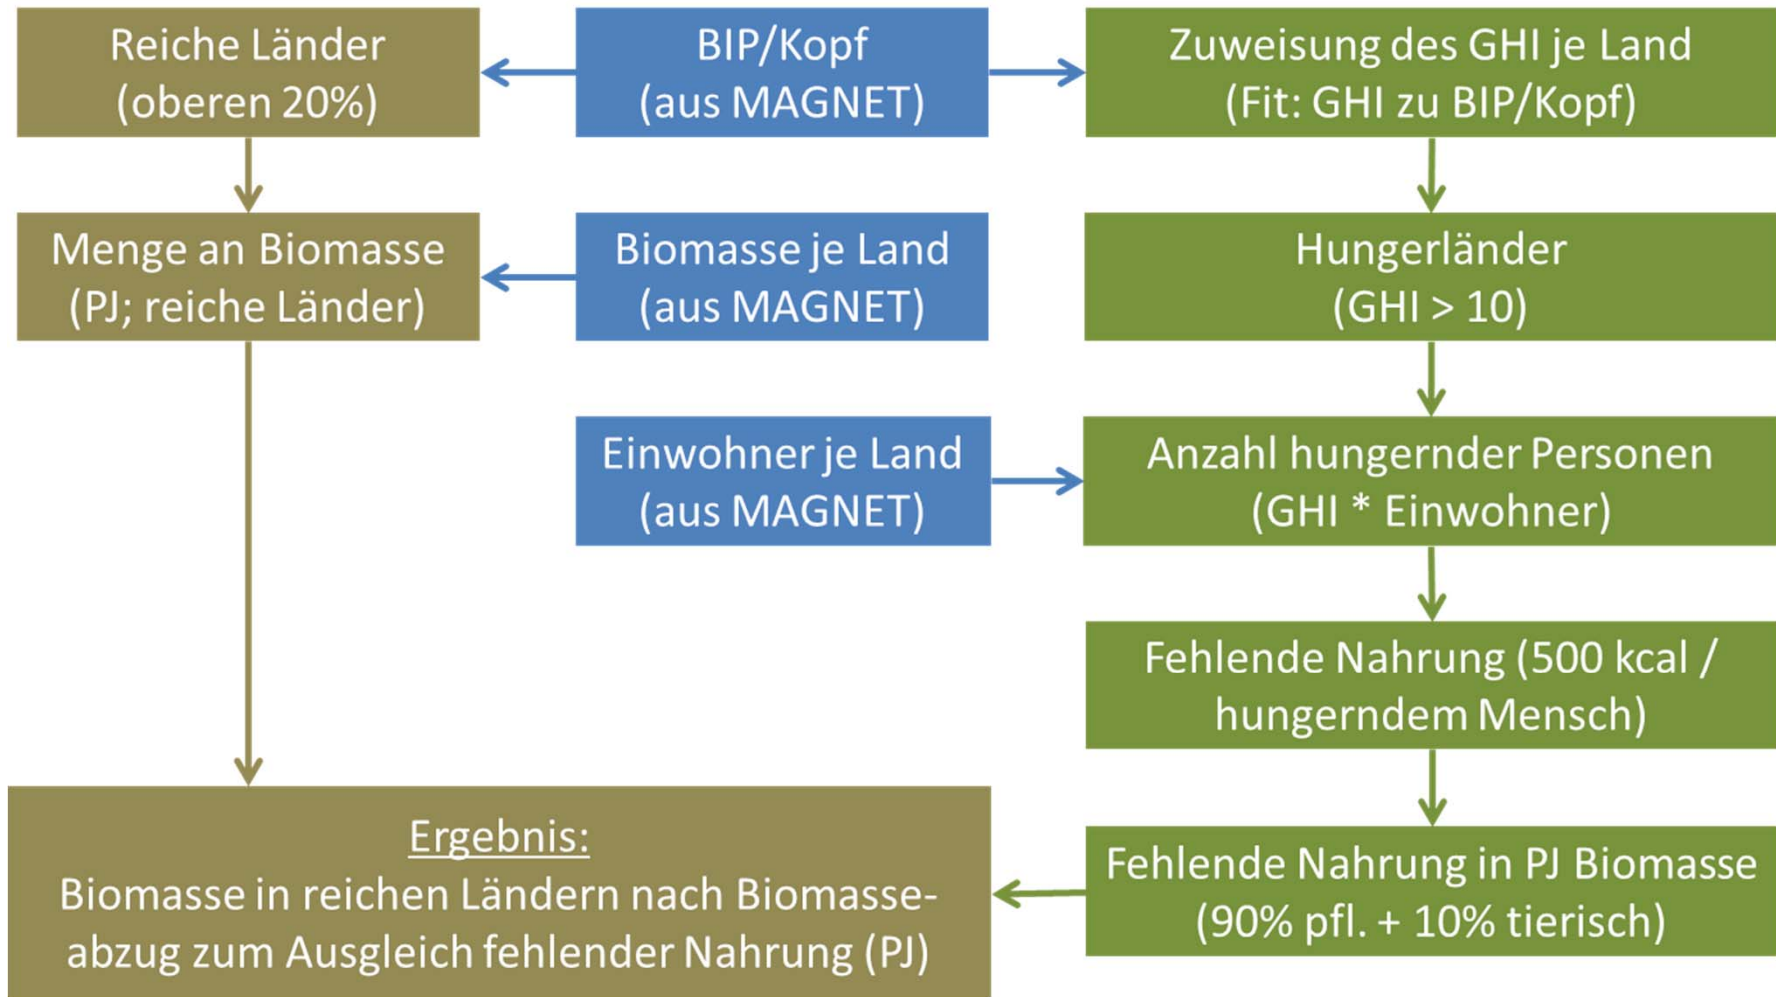 Reiche Länder
(oberen 20%)
BIP/Kopf
(aus MAGNET)
Zuweisung des GHI je Land
(Fit: GHI zu BIP/Kopf)
Menge an Biomasse
(PJ; reiche Länder)
Biomasse je Land
(aus MAGNET)
Hungerländer
(GHI > 10)
Einwohner je Land
(aus MAGNET)
Anzahl hungernder Personen
(GHI * Einwohner)
Fehlende Nahrung (500 kcal /
hungerndem Mensch)
Ergebnis:
Biomasse in reichen Ländern nach Biomasse-
abzug zum Ausgleich fehlender Nahrung (PJ)
Fehlende Nahrung in PJ Biomasse
(90% pfl. + 10% tierisch)